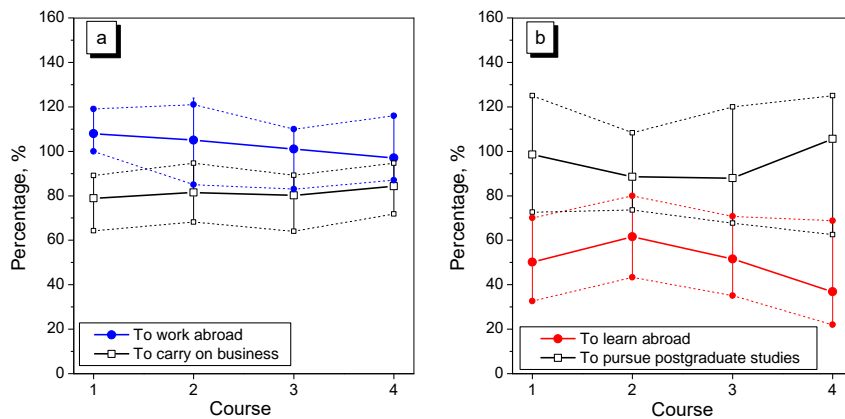 a
Percentage, %
160
140
120
100
80
60
40
20
0
To work abroad
To carry on business
1 2 3 4
Course
b
Percentage, %
160
140
120
100
80
60
40
20
0
To learn abroad
To pursue postgraduate studies
1 2 3 4
Course